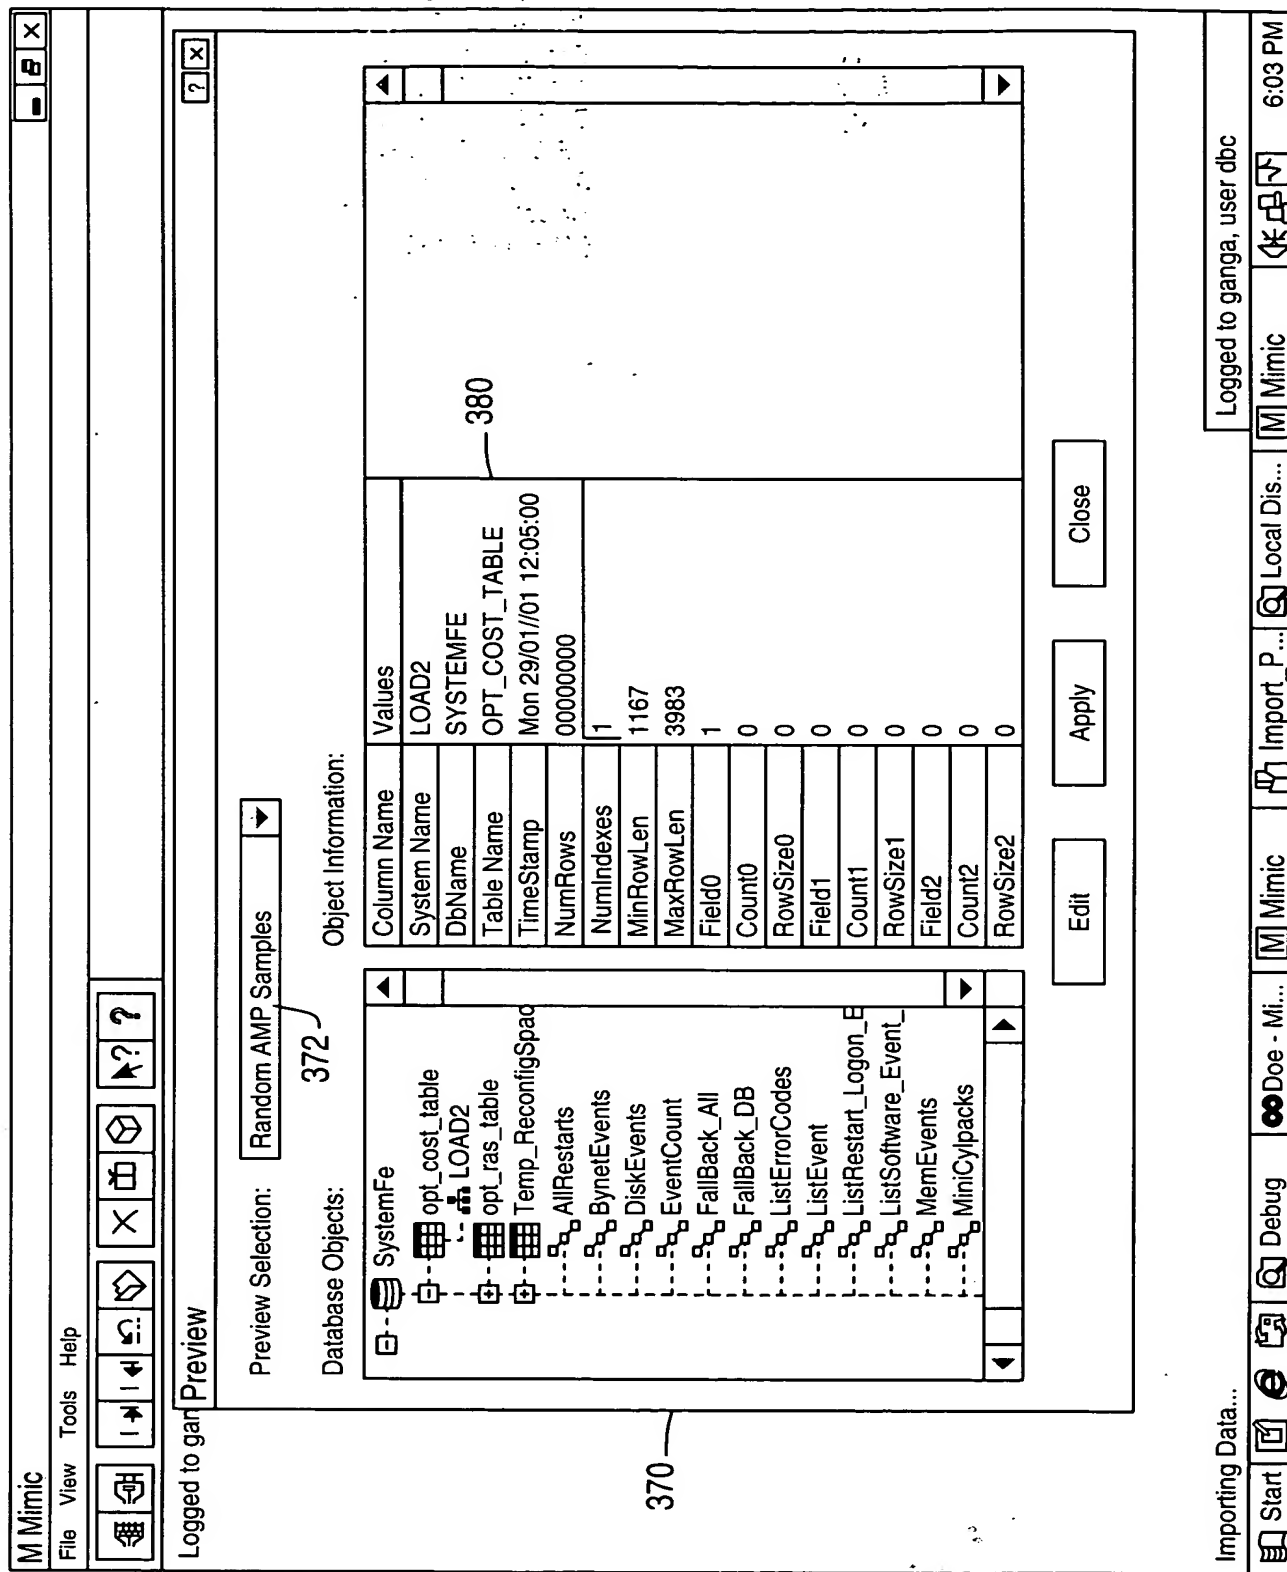 M Mimic
File View Tools Help
Logged to gan
Preview
Preview Selection:
Random AMP Samples
372
Database Objects:
Object Information:
SystemFe
opt_cost_table
LOAD2
opt_ras_table
Temp_ReconfigSpac
AllRestarts
BynetEvents
DiskEvents
EventCount
FallBack_All
FallBack_DB
ListErrorCodes
ListEvent
ListRestart_Logon_E
ListSoftware_Event_
MemEvents
MiniCylpacks
Column Name Values
System Name LOAD2
DbName SYSTEMFE
Table Name OPT_COST_TABLE
TimeStamp Mon 29/01//01 12:05:00
NumRows 00000000
NumIndexes 1
MinRowLen 1167
MaxRowLen 3983
Field0 1
Count0 0
RowSize0 0
Field1 0
Count1 0
RowSize1 0
Field2 0
Count2 0
RowSize2 0
380
370
Edit Apply Close
Importing Data...
Logged to ganga, user dbc
Start Debug Doe - Mi... M Mimic Import_P... Local Dis... M Mimic 6:03 PM